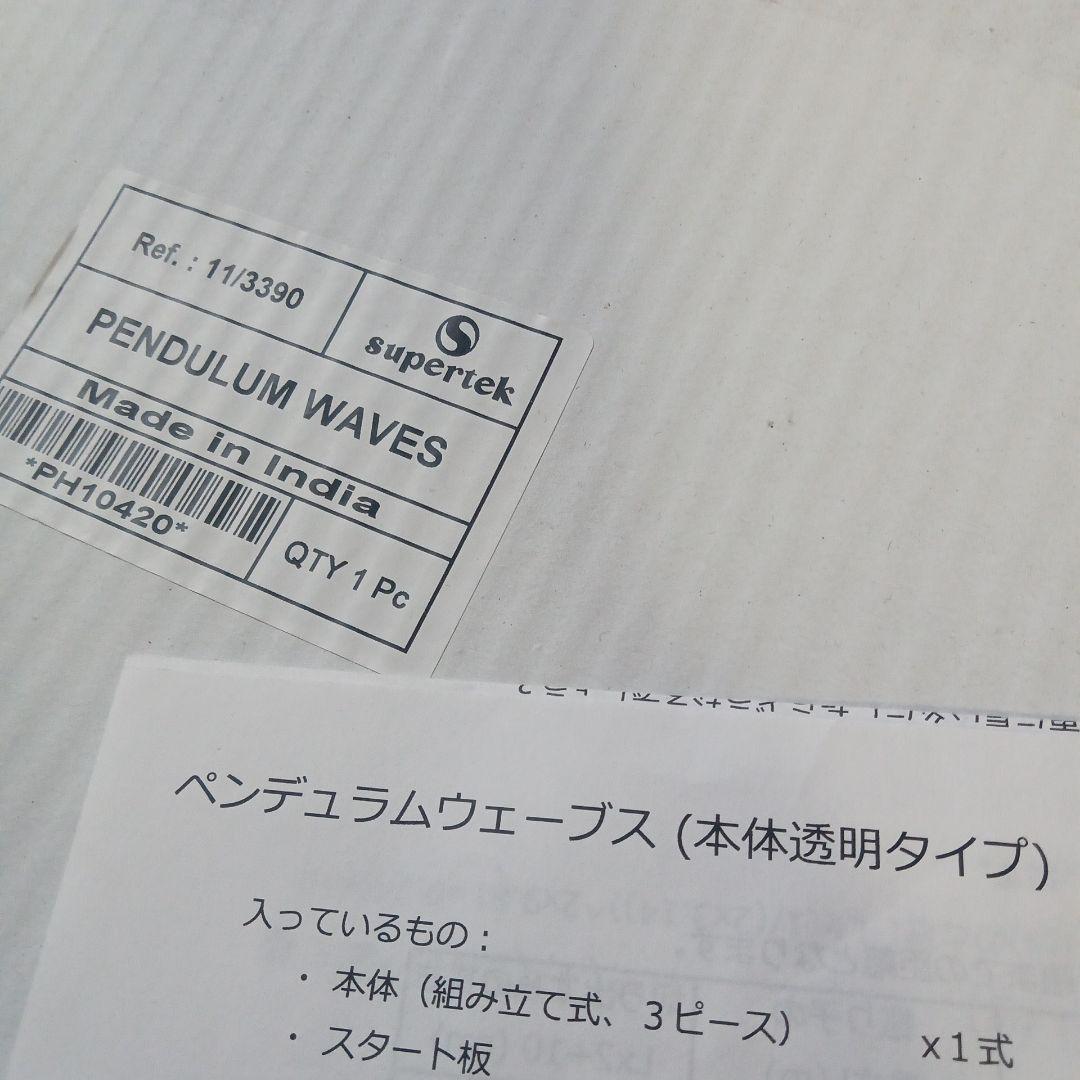 Ref. : 11/3390
supertek
PENDULUM WAVES
Made in India
*PH10420*
QTY 1 Pc
ペンデュラムウェーブス (本体透明タイプ)
入っているもの：
・ 本体（組み立て式、３ピース） x１式
・ スタート板